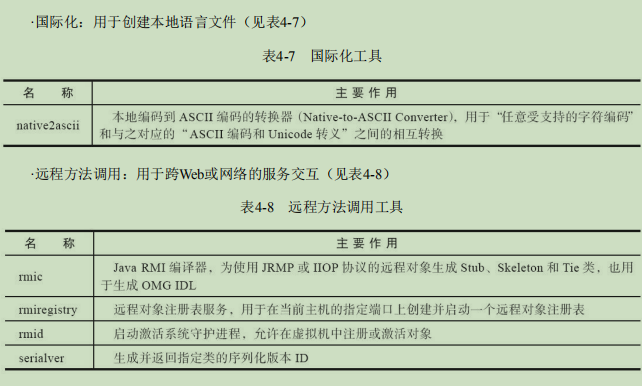 ·国际化：用于创建本地语言文件（见表4-7）
表4-7 国际化工具
名 称 主 要 作 用
native2ascii 本地编码到 ASCII 编码的转换器（Native-to-ASCII Converter），用于“任意受支持的字符编码”
和与之对应的“ASCII 编码和 Unicode 转义”之间的相互转换
·远程方法调用：用于跨Web或网络的服务交互（见表4-8）
表4-8 远程方法调用工具
名 称 主 要 作 用
rmic Java RMI 编译器，为使用 JRMP 或 IIOP 协议的远程对象生成 Stub、Skeleton 和 Tie 类，也用
于生成 OMG IDL
rmiregistry 远程对象注册表服务，用于在当前主机的指定端口上创建并启动一个远程对象注册表
rmid 启动激活系统守护进程，允许在虚拟机中注册或激活对象
serialver 生成并返回指定类的序列化版本 ID